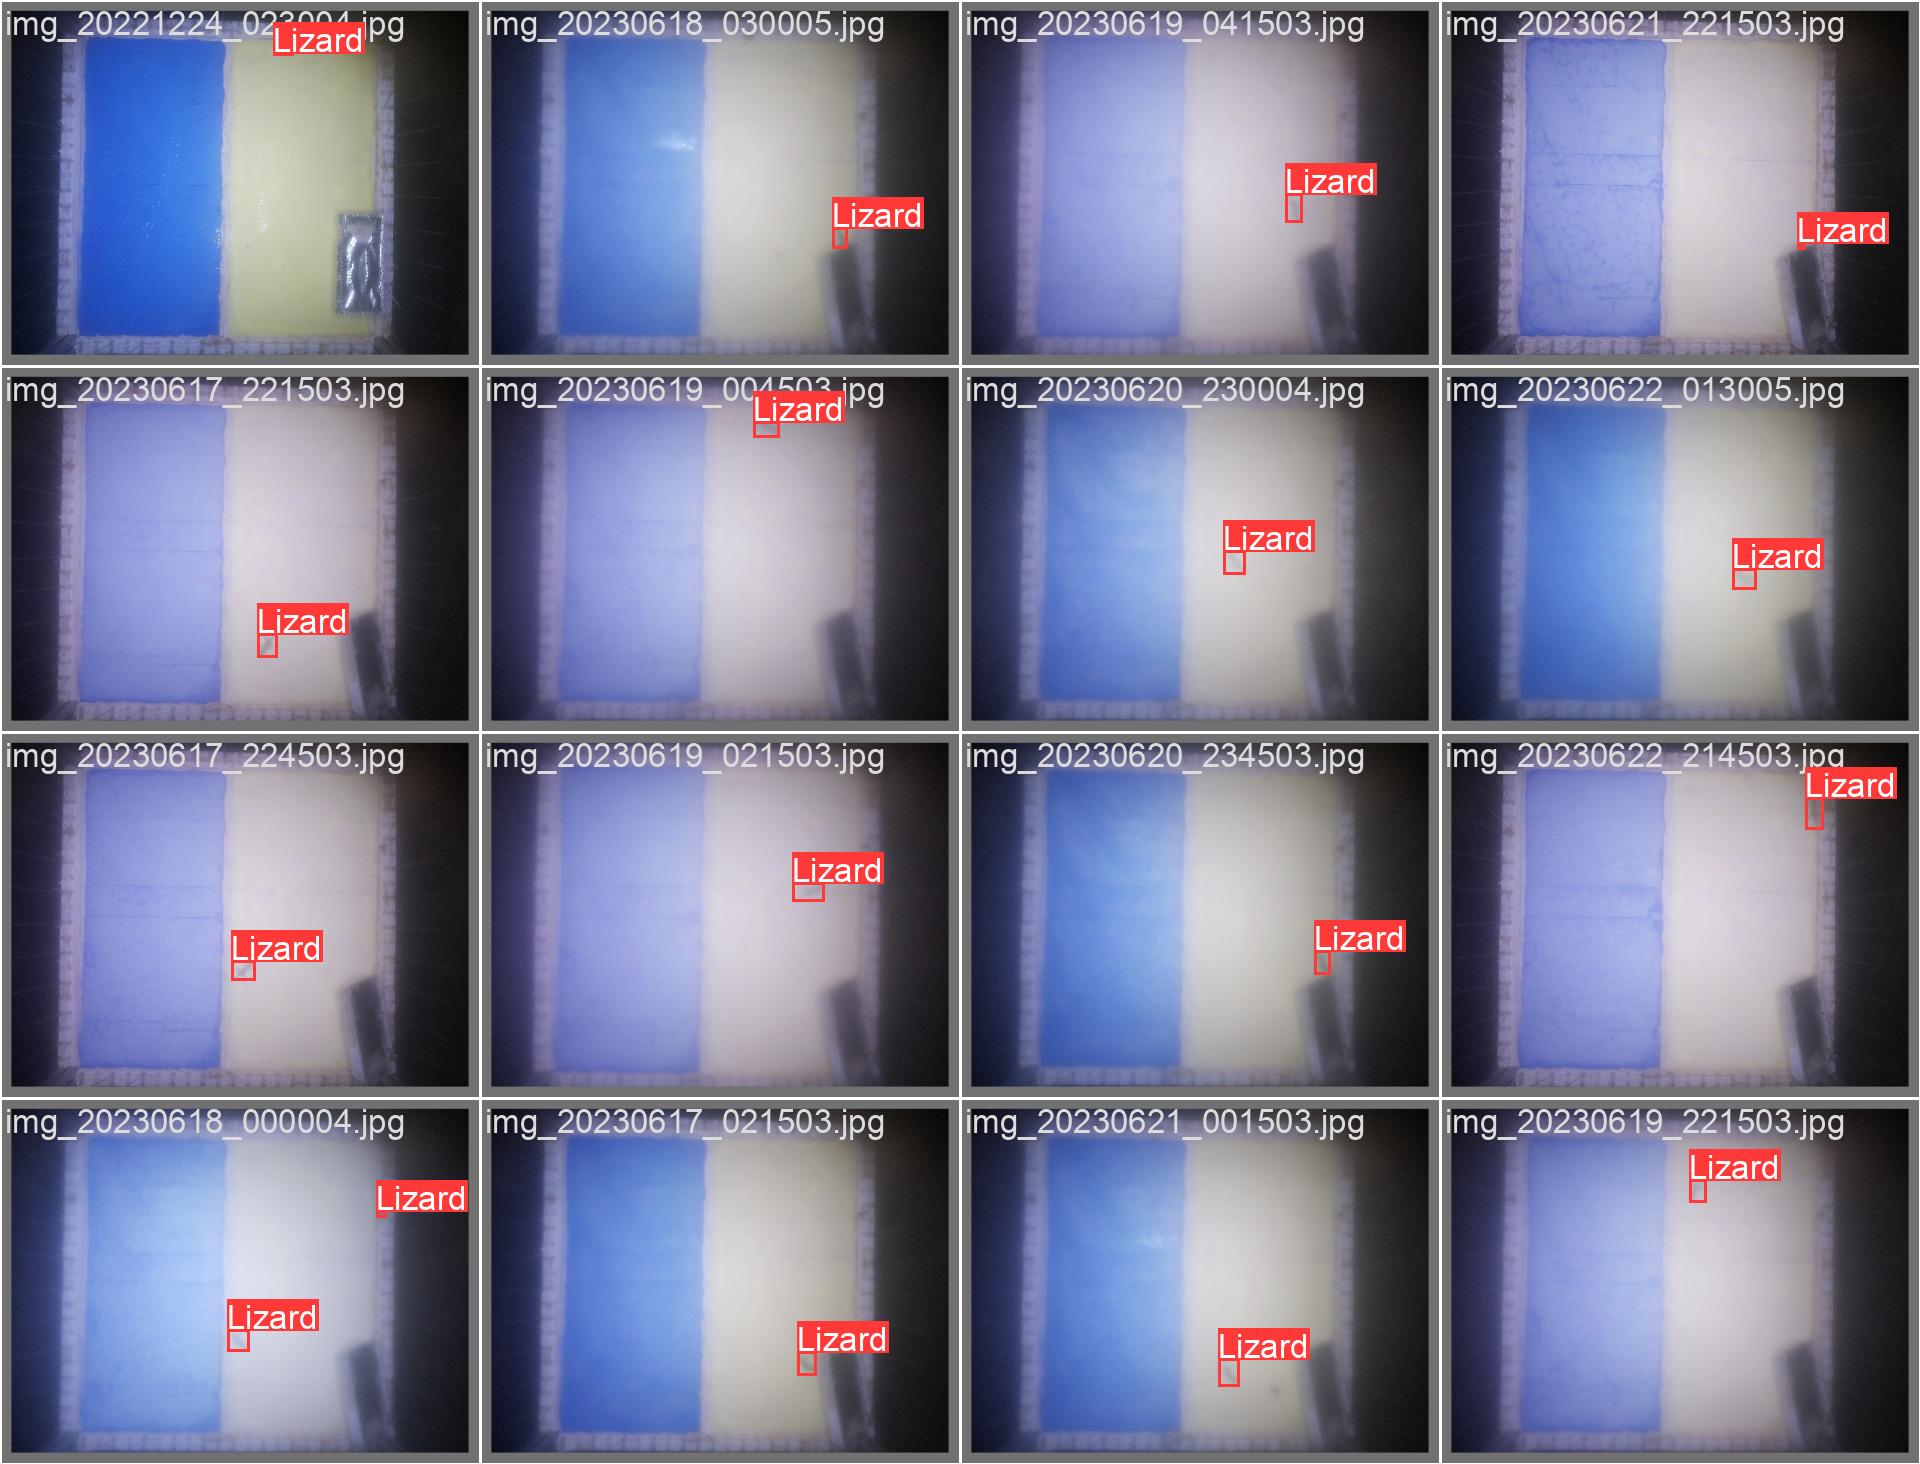 img_20221224_023004.jpg
Lizard
img_20230618_030005.jpg
Lizard
img_20230619_041503.jpg
Lizard
img_20230621_221503.jpg
Lizard
img_20230617_221503.jpg
Lizard
img_20230619_004503.jpg
Lizard
img_20230620_230004.jpg
Lizard
img_20230622_013005.jpg
Lizard
img_20230617_224503.jpg
Lizard
img_20230619_021503.jpg
Lizard
img_20230620_234503.jpg
Lizard
img_20230622_214503.jpg
Lizard
img_20230618_000004.jpg
Lizard
Lizard
img_20230617_021503.jpg
Lizard
img_20230621_001503.jpg
Lizard
img_20230619_221503.jpg
Lizard